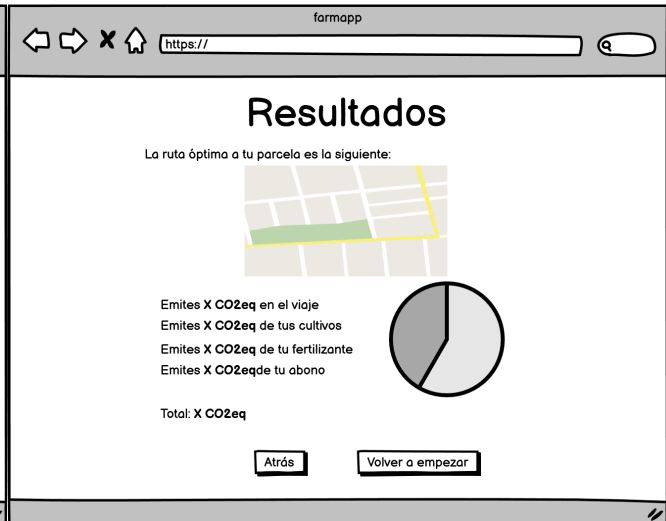 farmapp
https://
Resultados
La ruta óptima a tu parcela es la siguiente:
Emites X CO2eq en el viaje
Emites X CO2eq de tus cultivos
Emites X CO2eq de tu fertilizante
Emites X CO2eqde tu abono
Total: X CO2eq
Atrás
Volver a empezar